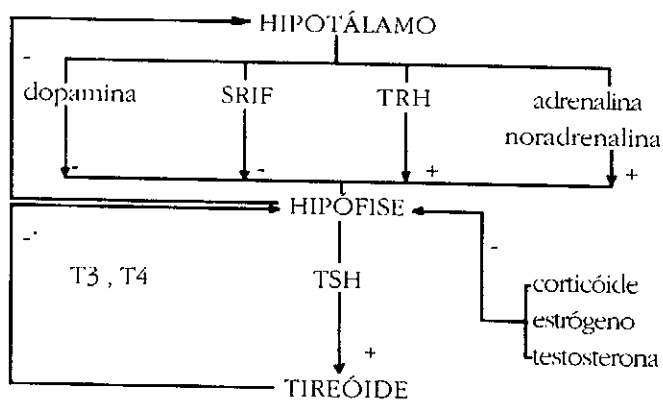 HIPOTÁLAMO
-
dopamina SRIF TRH adrenalina
noradrenalina
- - + +
HIPÓFISE
-
-
T3 , T4 TSH corticóide
estrógeno
+ testosterona
TIREÓIDE